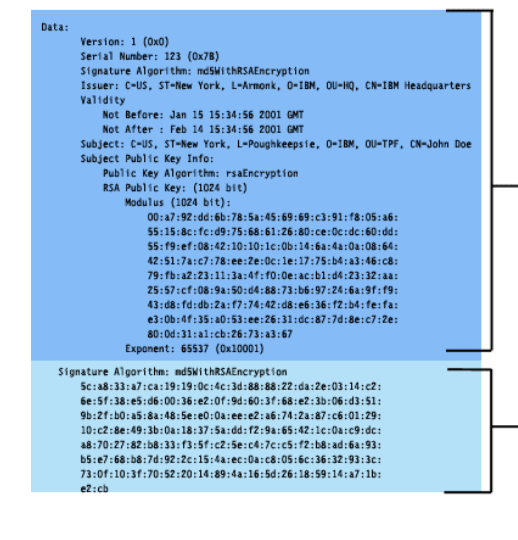 Data:
Version: 1 (0x0)
Serial Number: 123 (0x7B)
Signature Algorithm: md5WithRSAEncryption
Issuer: C=US, ST=New York, L=Armonk, O=IBM, OU=HQ, CN=IBM Headquarters
Validity
Not Before: Jan 15 15:34:56 2001 GMT
Not After : Feb 14 15:34:56 2001 GMT
Subject: C=US, ST=New York, L=Poughkeepsie, O=IBM, OU=TPF, CN=John Doe
Subject Public Key Info:
Public Key Algorithm: rsaEncryption
RSA Public Key: (1024 bit)
Modulus (1024 bit):
00:a7:92:dd:6b:78:5a:45:69:69:c3:91:f8:05:a6:
55:15:8c:fc:d9:75:68:61:26:80:ce:0c:dc:60:dd:
55:f9:ef:08:42:10:10:1c:0b:14:6a:4a:0a:08:64:
42:51:7a:c7:78:ee:2e:0c:1e:17:75:b4:a3:46:c8:
79:fb:a2:23:11:3a:4f:f0:0e:ac:b1:d4:23:32:aa:
25:57:cf:08:9a:50:d4:88:73:b6:97:24:6a:9f:f9:
43:d8:fd:db:2a:f7:74:42:d8:e6:36:f2:b4:fe:fa:
e3:0b:4f:35:a0:53:ee:26:31:dc:87:7d:8e:c7:2e:
80:0d:31:a1:cb:26:73:a3:67
Exponent: 65537 (0x10001)
Signature Algorithm: md5WithRSAEncryption
5c:a8:33:a7:ca:19:19:0c:4c:3d:88:88:22:da:2e:03:14:c2:
6e:5f:38:e5:d6:00:36:e2:0f:9d:60:3f:68:e2:3b:06:d3:51:
9b:2f:b0:a5:8a:48:5e:e0:0a:ee:e2:a6:74:2a:87:c6:01:29:
10:c2:8e:49:3b:0a:18:37:5a:dd:f2:9a:65:42:1c:0a:c9:dc:
a8:70:27:82:b8:33:f3:5f:c2:5e:c4:7c:c5:f2:b8:ad:6a:93:
b5:e7:68:b8:7d:92:2c:15:4a:ec:0a:c8:05:6c:36:32:93:3c:
73:0f:10:3f:70:52:20:14:89:4a:16:5d:26:18:59:14:a7:1b:
e2:cb